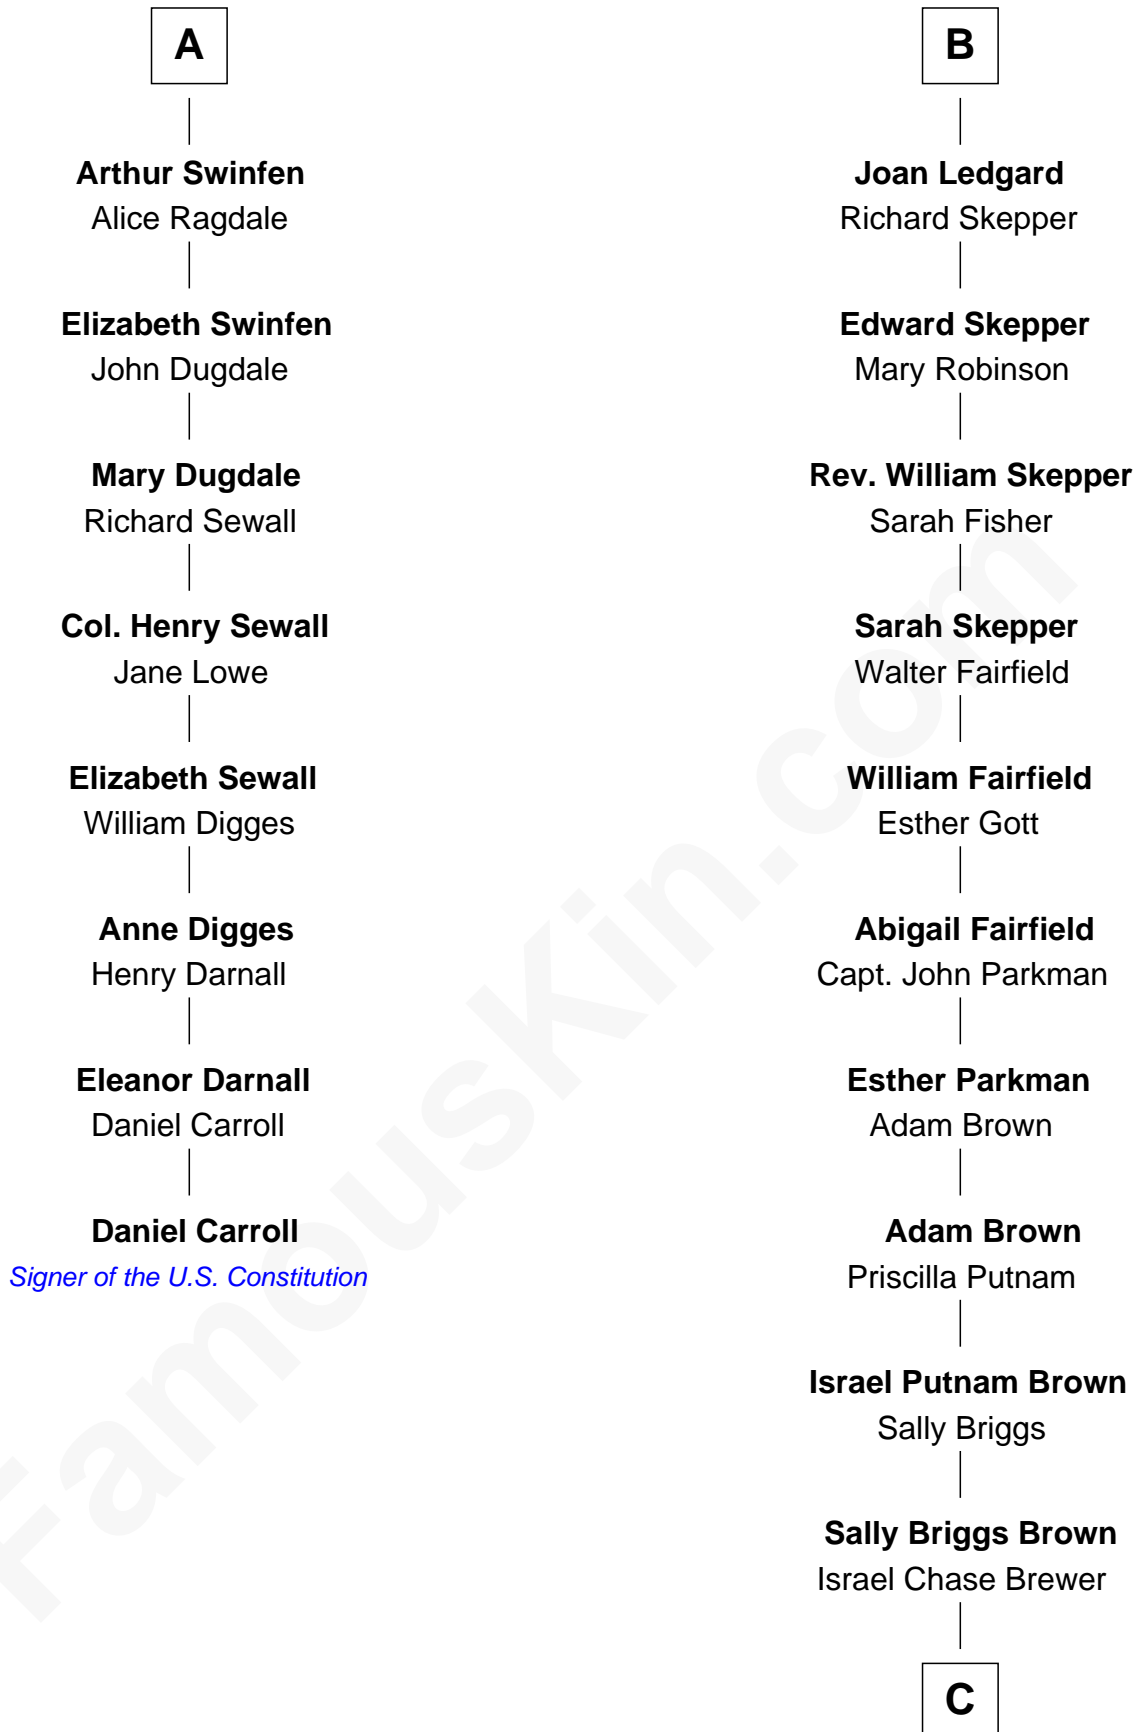 A
Arthur Swinfen
Alice Ragdale
Elizabeth Swinfen
John Dugdale
Mary Dugdale
Richard Sewall
Col. Henry Sewall
Jane Lowe
Elizabeth Sewall
William Digges
Anne Digges
Henry Darnall
Eleanor Darnall
Daniel Carroll
Daniel Carroll
Signer of the U.S. Constitution
B
Joan Ledgard
Richard Skepper
Edward Skepper
Mary Robinson
Rev. William Skepper
Sarah Fisher
Sarah Skepper
Walter Fairfield
William Fairfield
Esther Gott
Abigail Fairfield
Capt. John Parkman
Esther Parkman
Adam Brown
Adam Brown
Priscilla Putnam
Israel Putnam Brown
Sally Briggs
Sally Briggs Brown
Israel Chase Brewer
C
FamousKin.com